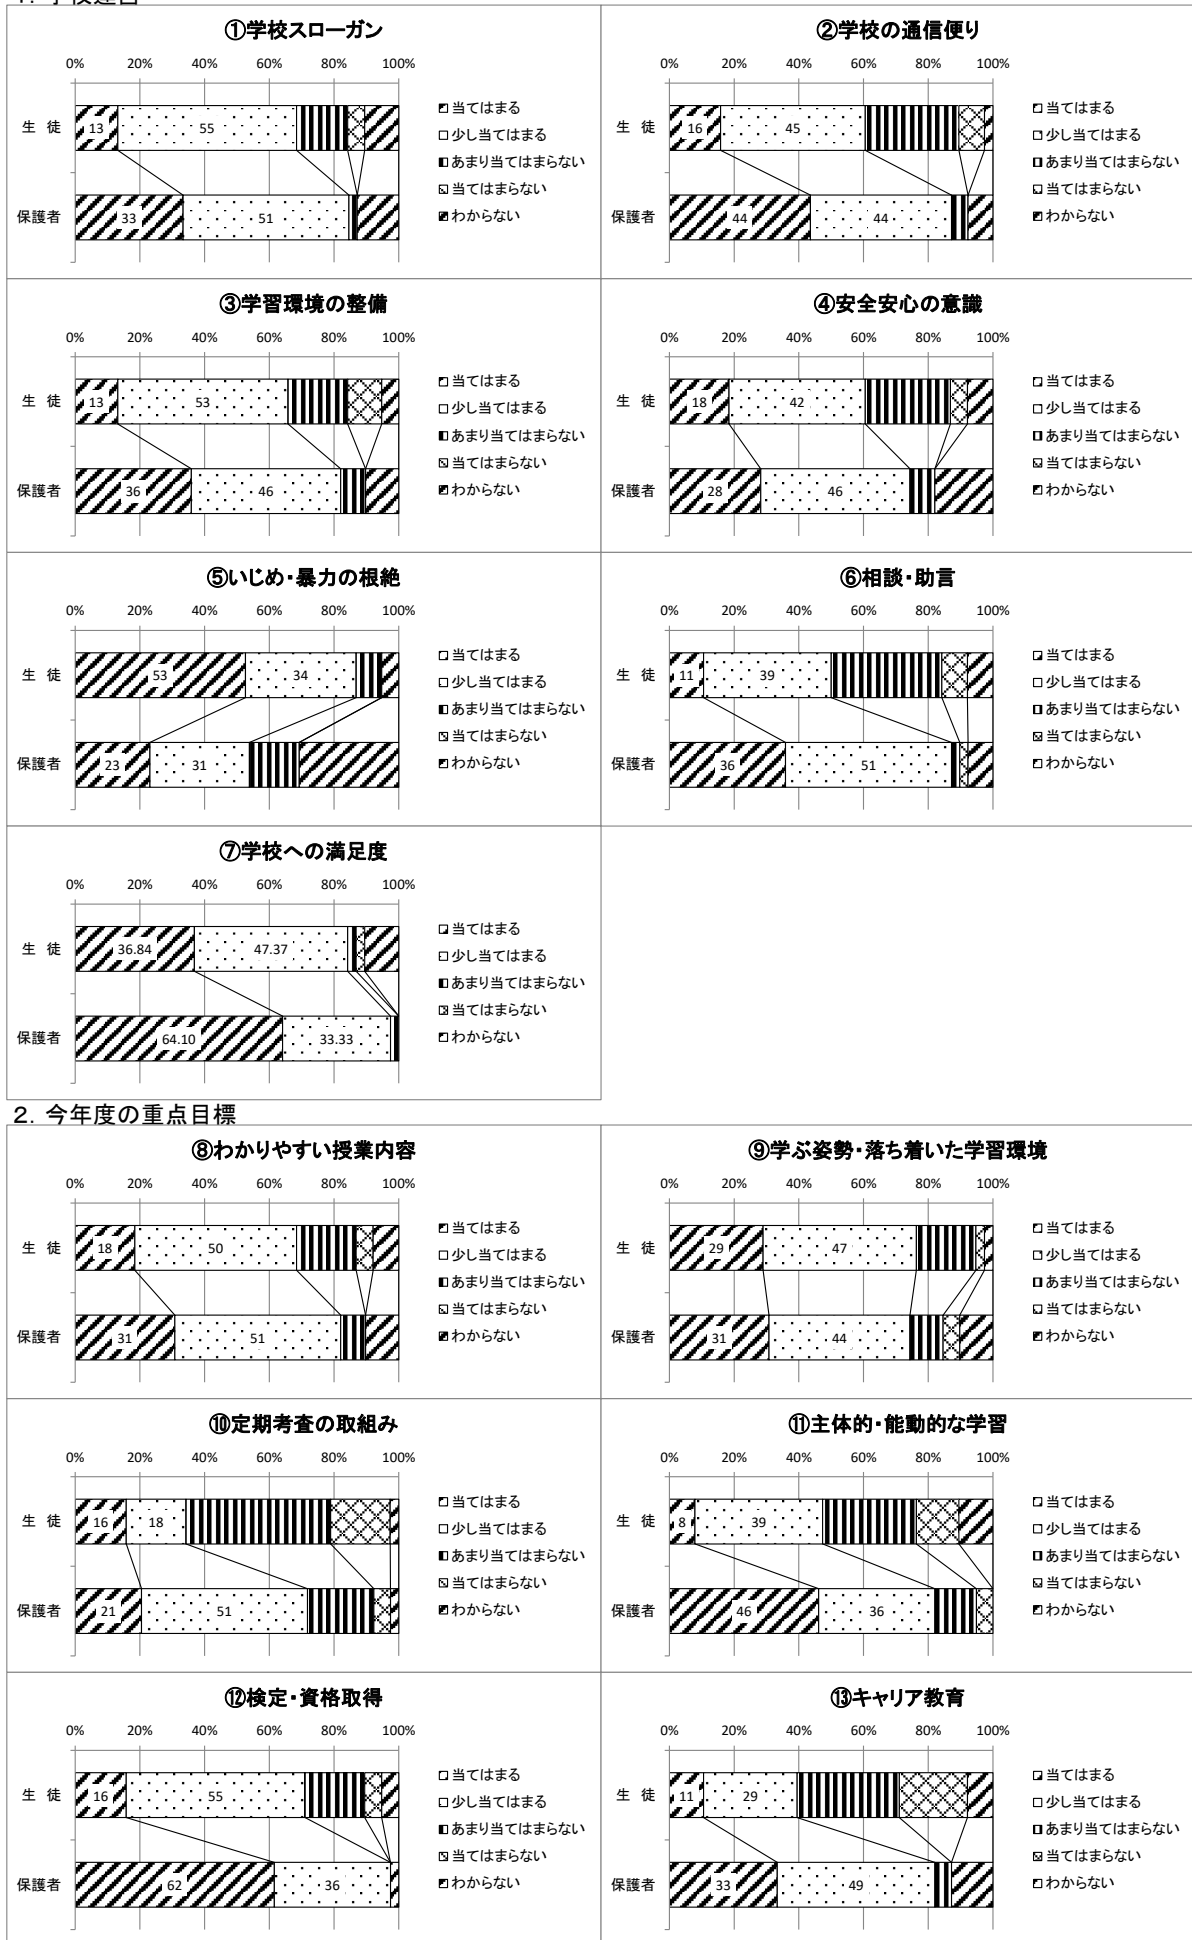 ①学校スローガン
0% 20% 40% 60% 80% 100%
生 徒 13 55
保護者 33 51
当てはまる
少し当てはまる
あまり当てはまらない
当てはまらない
わからない
②学校の通信便り
0% 20% 40% 60% 80% 100%
生 徒 16 45
保護者 44 44
当てはまる
少し当てはまる
あまり当てはまらない
当てはまらない
わからない
③学習環境の整備
0% 20% 40% 60% 80% 100%
生 徒 13 53
保護者 36 46
当てはまる
少し当てはまる
あまり当てはまらない
当てはまらない
わからない
④安全安心の意識
0% 20% 40% 60% 80% 100%
生 徒 18 42
保護者 28 46
当てはまる
少し当てはまる
あまり当てはまらない
当てはまらない
わからない
⑤いじめ・暴力の根絶
0% 20% 40% 60% 80% 100%
生 徒 53 34
保護者 23 31
当てはまる
少し当てはまる
あまり当てはまらない
当てはまらない
わからない
⑥相談・助言
0% 20% 40% 60% 80% 100%
生 徒 11 39
保護者 36 51
当てはまる
少し当てはまる
あまり当てはまらない
当てはまらない
わからない
⑦学校への満足度
0% 20% 40% 60% 80% 100%
生 徒 36.84 47.37
保護者 64.10 33.33
当てはまる
少し当てはまる
あまり当てはまらない
当てはまらない
わからない
2. 今年度の重点目標
⑧わかりやすい授業内容
0% 20% 40% 60% 80% 100%
生 徒 18 50
保護者 31 51
当てはまる
少し当てはまる
あまり当てはまらない
当てはまらない
わからない
⑨学ぶ姿勢・落ち着いた学習環境
0% 20% 40% 60% 80% 100%
生 徒 29 47
保護者 31 44
当てはまる
少し当てはまる
あまり当てはまらない
当てはまらない
わからない
⑩定期考査の取組み
0% 20% 40% 60% 80% 100%
生 徒 16 18
保護者 21 51
当てはまる
少し当てはまる
あまり当てはまらない
当てはまらない
わからない
⑪主体的・能動的な学習
0% 20% 40% 60% 80% 100%
生 徒 8 39
保護者 46 36
当てはまる
少し当てはまる
あまり当てはまらない
当てはまらない
わからない
⑫検定・資格取得
0% 20% 40% 60% 80% 100%
生 徒 16 55
保護者 62 36
当てはまる
少し当てはまる
あまり当てはまらない
当てはまらない
わからない
⑬キャリア教育
0% 20% 40% 60% 80% 100%
生 徒 11 29
保護者 33 49
当てはまる
少し当てはまる
あまり当てはまらない
当てはまらない
わからない